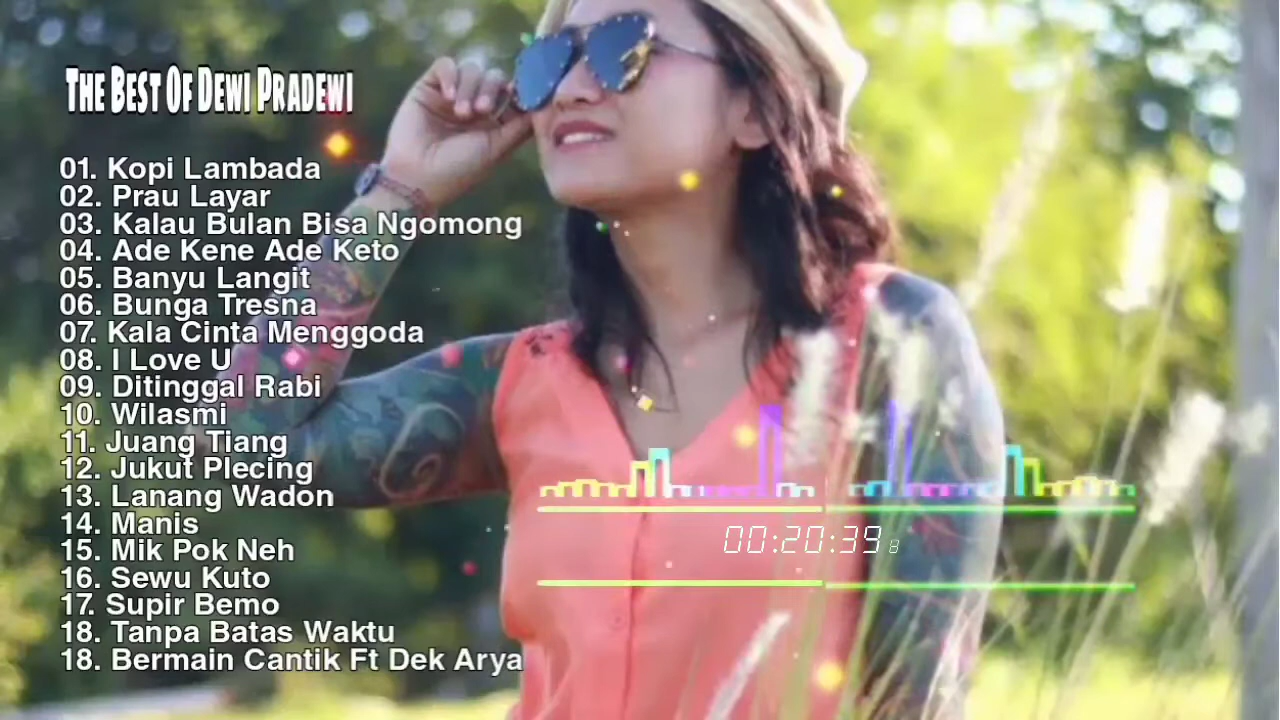 The Best Of Dewi Pradewi
01. Kopi Lambada
02. Prau Layar
03. Kalau Bulan Bisa Ngomong
04. Ade Kene Ade Keto
05. Banyu Langit
06. Bunga Tresna
07. Kala Cinta Menggoda
08. I Love U
09. Ditinggal Rabi
10. Wilasmi
11. Juang Tiang
12. Jukut Plecing
13. Lanang Wadon
14. Manis
15. Mik Pok Neh
16. Sewu Kuto
17. Supir Bemo
18. Tanpa Batas Waktu
18. Bermain Cantik Ft Dek Arya
00:20:39 8